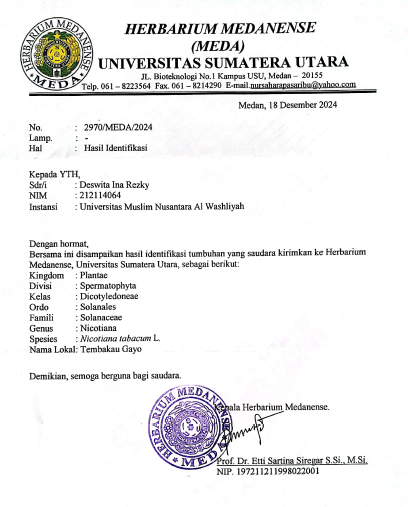 HERBARIUM MEDANENSE
MEDA
HERBARIUM MEDANENSE
(MEDA)
UNIVERSITAS SUMATERA UTARA
JL. Bioteknologi No.1 Kampus USU, Medan – 20155
Telp. 061 – 8223564 Fax. 061 – 8214290 E-mail.nursaharapasaribu@yahoo.com
Medan, 18 Desember 2024
No. : 2970/MEDA/2024
Lamp. : -
Hal : Hasil Identifikasi
Kepada YTH,
Sdr/i : Deswita Ina Rezky
NIM : 212114064
Instansi : Universitas Muslim Nusantara Al Washliyah
Dengan hormat,
Bersama ini disampaikan hasil identifikasi tumbuhan yang saudara kirimkan ke Herbarium
Medanense, Universitas Sumatera Utara, sebagai berikut:
Kingdom : Plantae
Divisi : Spermatophyta
Kelas : Dicotyledoneae
Ordo : Solanales
Famili : Solanaceae
Genus : Nicotiana
Spesies : Nicotiana tabacum L.
Nama Lokal: Tembakau Gayo
Demikian, semoga berguna bagi saudara.
HERBARIUM MEDANENSE
MEDA
Kepala Herbarium Medanense.
Prof. Dr. Etti Sartina Siregar S.Si., M.Si.
NIP. 197211211998022001